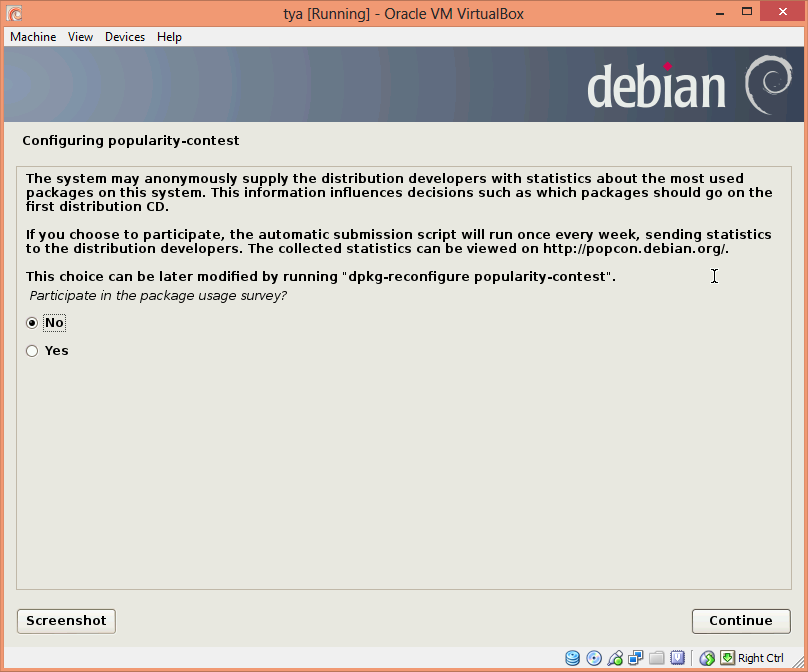 tya [Running] - Oracle VM VirtualBox
Machine View Devices Help
debian
Configuring popularity-contest
The system may anonymously supply the distribution developers with statistics about the most used
packages on this system. This information influences decisions such as which packages should go on the
first distribution CD.
If you choose to participate, the automatic submission script will run once every week, sending statistics
to the distribution developers. The collected statistics can be viewed on http://popcon.debian.org/.
This choice can be later modified by running "dpkg-reconfigure popularity-contest".
Participate in the package usage survey?
No
Yes
Screenshot Continue
Right Ctrl